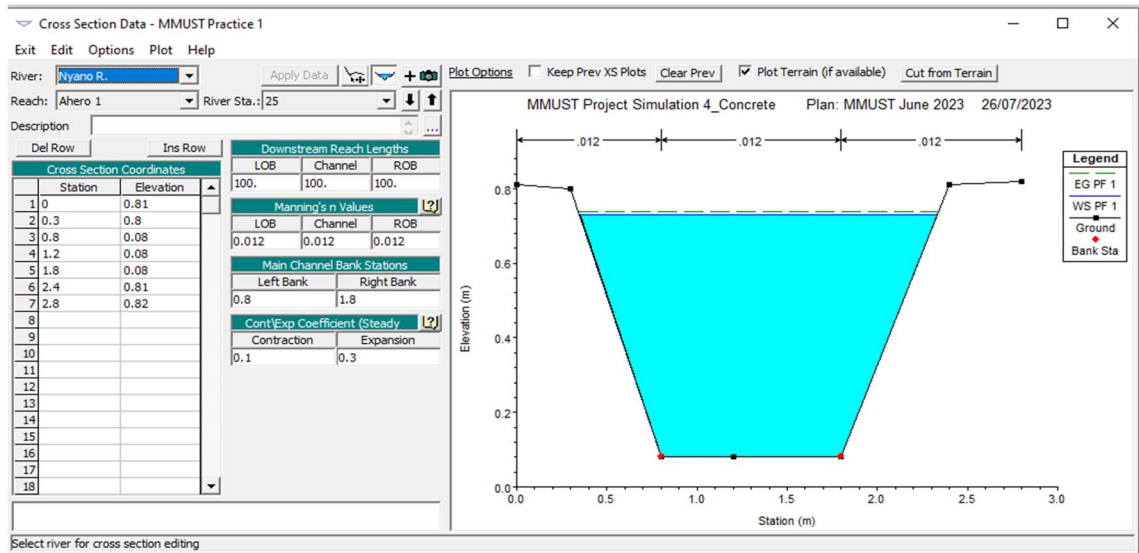 Cross Section Data - MMUST Practice 1
Exit Edit Options Plot Help
River: Nyano R. Apply Data Plot Options Keep Prev XS Plots Clear Prev Plot Terrain (if available) Cut from Terrain
Reach: Ahero 1 River Sta.: 25
Description ...
Del Row Ins Row
Cross Section Coordinates
Station Elevation
1 0 0.81
2 0.3 0.8
3 0.8 0.08
4 1.2 0.08
5 1.8 0.08
6 2.4 0.81
7 2.8 0.82
8
9
10
11
12
13
14
15
16
17
18
Downstream Reach Lengths
LOB Channel ROB
100. 100. 100.
Manning's n Values ?
LOB Channel ROB
0.012 0.012 0.012
Main Channel Bank Stations
Left Bank Right Bank
0.8 1.8
Cont\Exp Coefficient (Steady ?
Contraction Expansion
0.1 0.3
MMUST Project Simulation 4_Concrete Plan: MMUST June 2023 26/07/2023
.012 .012 .012
Legend
EG PF 1
WS PF 1
Ground
Bank Sta
0.8
0.6
0.4
0.2
0.0
Elevation (m)
0.0 0.5 1.0 1.5 2.0 2.5 3.0
Station (m)
Select river for cross section editing